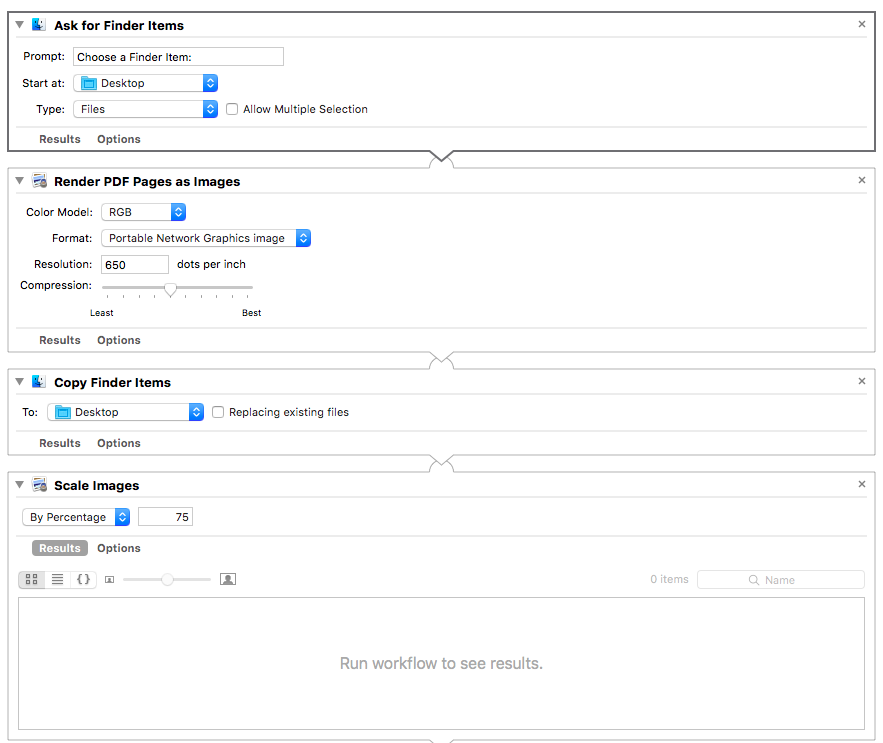 Ask for Finder Items
Prompt: Choose a Finder Item:
Start at: Desktop
Type: Files Allow Multiple Selection
Results Options
Render PDF Pages as Images
Color Model: RGB
Format: Portable Network Graphics image
Resolution: 650 dots per inch
Compression:
Least Best
Results Options
Copy Finder Items
To: Desktop Replacing existing files
Results Options
Scale Images
By Percentage 75
Results Options
0 items Name
Run workflow to see results.